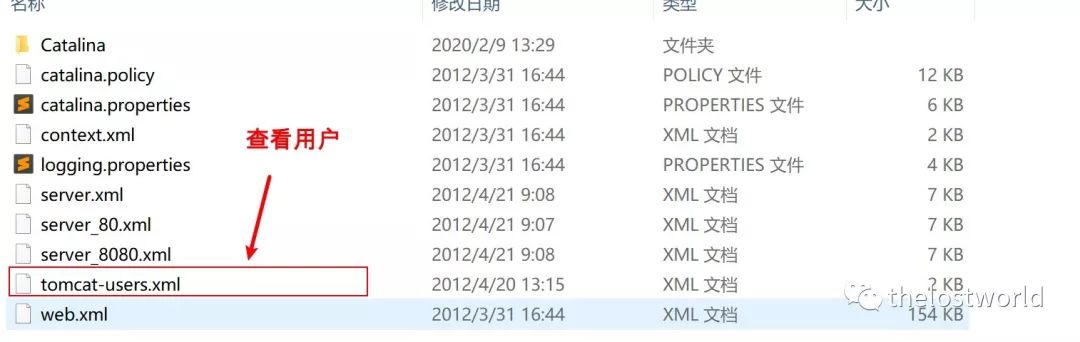 名称 修改日期 类型 大小
Catalina 2020/2/9 13:29 文件夹
catalina.policy 2012/3/31 16:44 POLICY 文件 12 KB
catalina.properties 2012/3/31 16:44 PROPERTIES 文件 6 KB
context.xml 2012/3/31 16:44 XML 文档 2 KB
查看用户
logging.properties 2012/3/31 16:44 PROPERTIES 文件 4 KB
server.xml 2012/4/21 9:08 XML 文档 7 KB
server_80.xml 2012/4/21 9:07 XML 文档 7 KB
server_8080.xml 2012/4/21 9:08 XML 文档 7 KB
tomcat-users.xml 2012/4/20 13:15 XML 文档 2 KB
thelostworld
web.xml 2012/3/31 16:44 XML 文档 154 KB